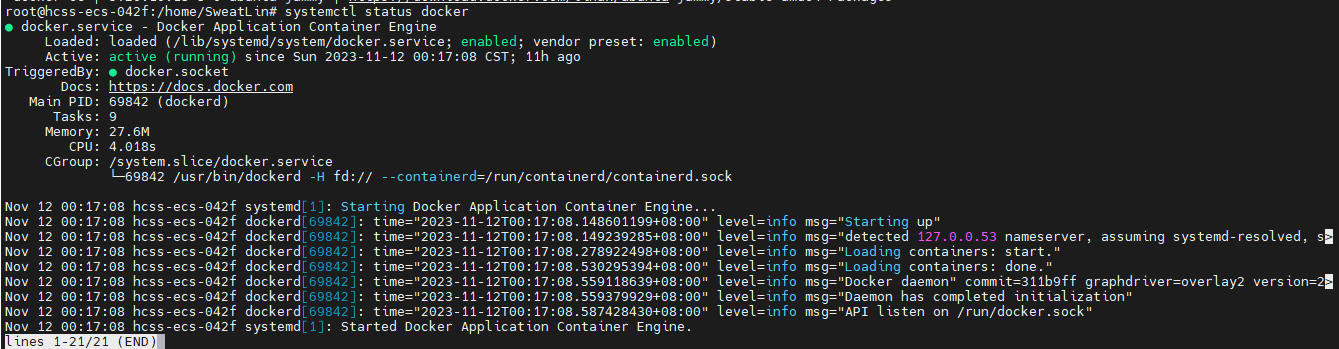 root@hcss-ecs-042f:/home/SweatLin# systemctl status docker
● docker.service - Docker Application Container Engine
     Loaded: loaded (/lib/systemd/system/docker.service; enabled; vendor preset: enabled)
     Active: active (running) since Sun 2023-11-12 00:17:08 CST; 11h ago
TriggeredBy: ● docker.socket
       Docs: https://docs.docker.com
   Main PID: 69842 (dockerd)
      Tasks: 9
     Memory: 27.6M
        CPU: 4.018s
     CGroup: /system.slice/docker.service
             └─69842 /usr/bin/dockerd -H fd:// --containerd=/run/containerd/containerd.sock
Nov 12 00:17:08 hcss-ecs-042f systemd[1]: Starting Docker Application Container Engine...
Nov 12 00:17:08 hcss-ecs-042f dockerd[69842]: time="2023-11-12T00:17:08.148601199+08:00" level=info msg="Starting up"
Nov 12 00:17:08 hcss-ecs-042f dockerd[69842]: time="2023-11-12T00:17:08.149239285+08:00" level=info msg="detected 127.0.0.53 nameserver, assuming systemd-resolved, s>
Nov 12 00:17:08 hcss-ecs-042f dockerd[69842]: time="2023-11-12T00:17:08.278922498+08:00" level=info msg="Loading containers: start."
Nov 12 00:17:08 hcss-ecs-042f dockerd[69842]: time="2023-11-12T00:17:08.530295394+08:00" level=info msg="Loading containers: done."
Nov 12 00:17:08 hcss-ecs-042f dockerd[69842]: time="2023-11-12T00:17:08.559118639+08:00" level=info msg="Docker daemon" commit=311b9ff graphdriver=overlay2 version=2>
Nov 12 00:17:08 hcss-ecs-042f dockerd[69842]: time="2023-11-12T00:17:08.559379929+08:00" level=info msg="Daemon has completed initialization"
Nov 12 00:17:08 hcss-ecs-042f dockerd[69842]: time="2023-11-12T00:17:08.587428430+08:00" level=info msg="API listen on /run/docker.sock"
Nov 12 00:17:08 hcss-ecs-042f systemd[1]: Started Docker Application Container Engine.
lines 1-21/21 (END)